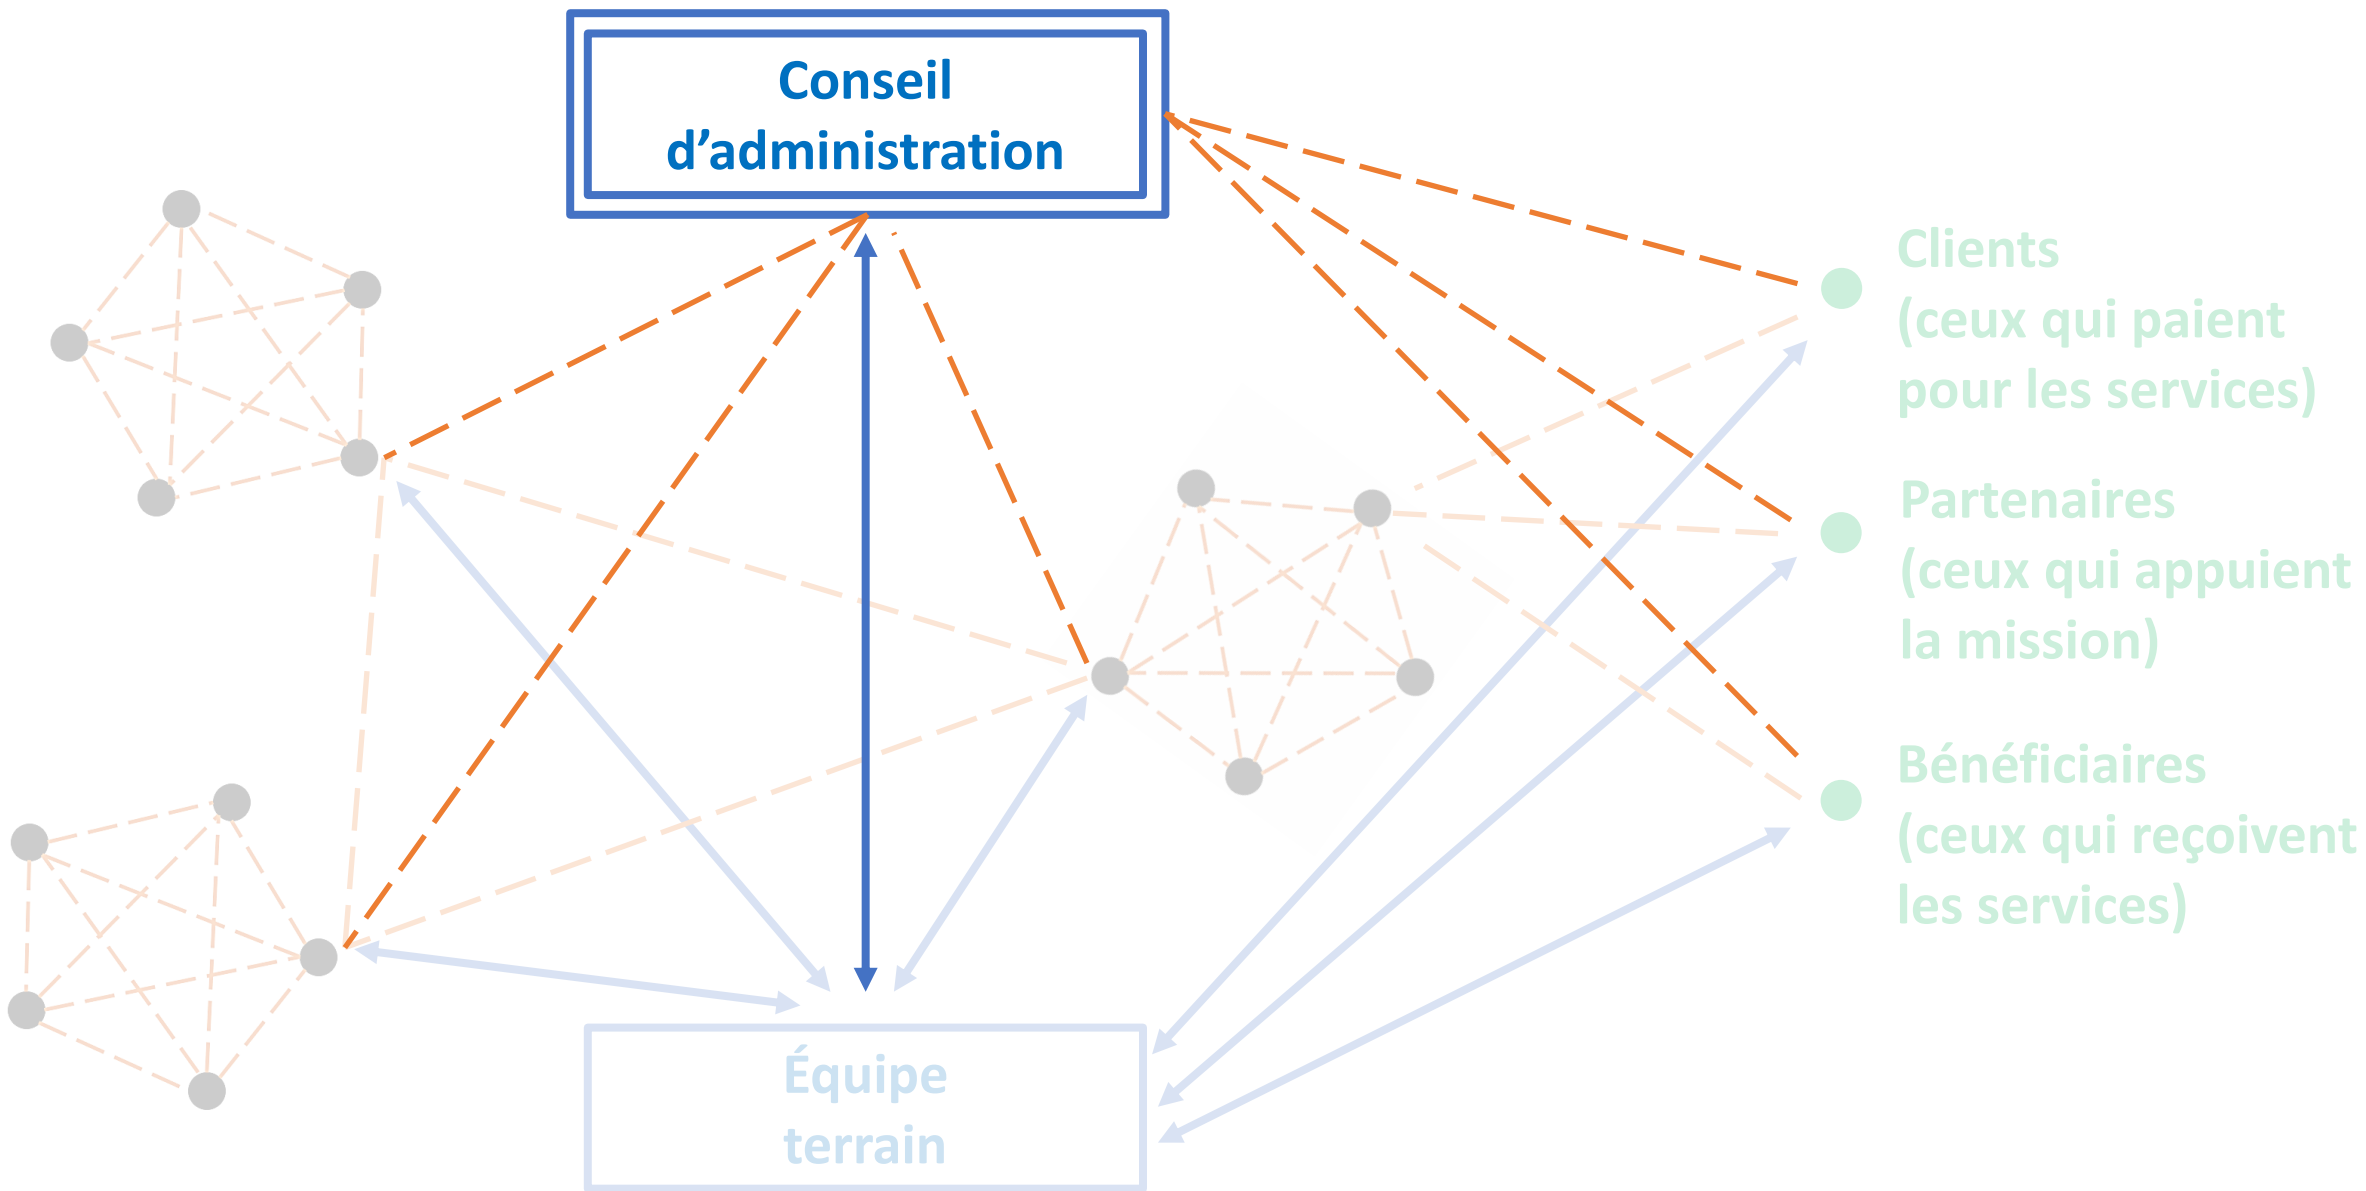 Conseil
d’administration
Clients
(ceux qui paient
pour les services)
Partenaires
(ceux qui appuient
la mission)
Bénéficiaires
(ceux qui reçoivent
les services)
Équipe
terrain